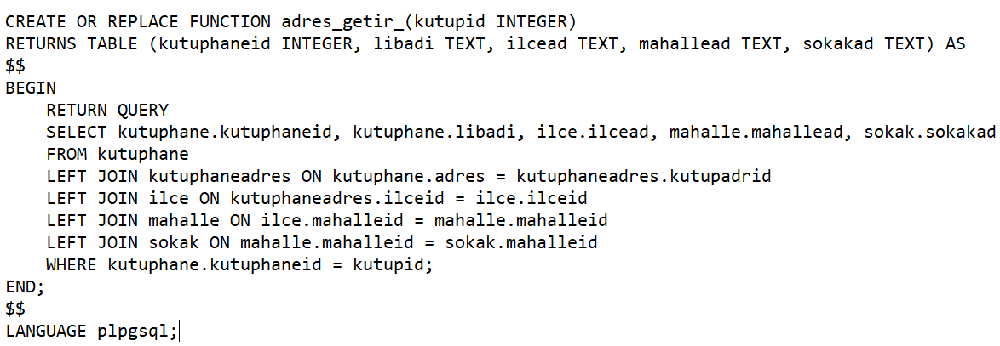 CREATE OR REPLACE FUNCTION adres_getir_(kutupid INTEGER)
RETURNS TABLE (kutuphaneid INTEGER, libadi TEXT, ilcead TEXT, mahallead TEXT, sokakad TEXT) AS
$$
BEGIN
    RETURN QUERY
    SELECT kutuphane.kutuphaneid, kutuphane.libadi, ilce.ilcead, mahalle.mahallead, sokak.sokakad
    FROM kutuphane
    LEFT JOIN kutuphaneadres ON kutuphane.adres = kutuphaneadres.kutupadrid
    LEFT JOIN ilce ON kutuphaneadres.ilceid = ilce.ilceid
    LEFT JOIN mahalle ON ilce.mahalleid = mahalle.mahalleid
    LEFT JOIN sokak ON mahalle.mahalleid = sokak.mahalleid
    WHERE kutuphane.kutuphaneid = kutupid;
END;
$$
LANGUAGE plpgsql;